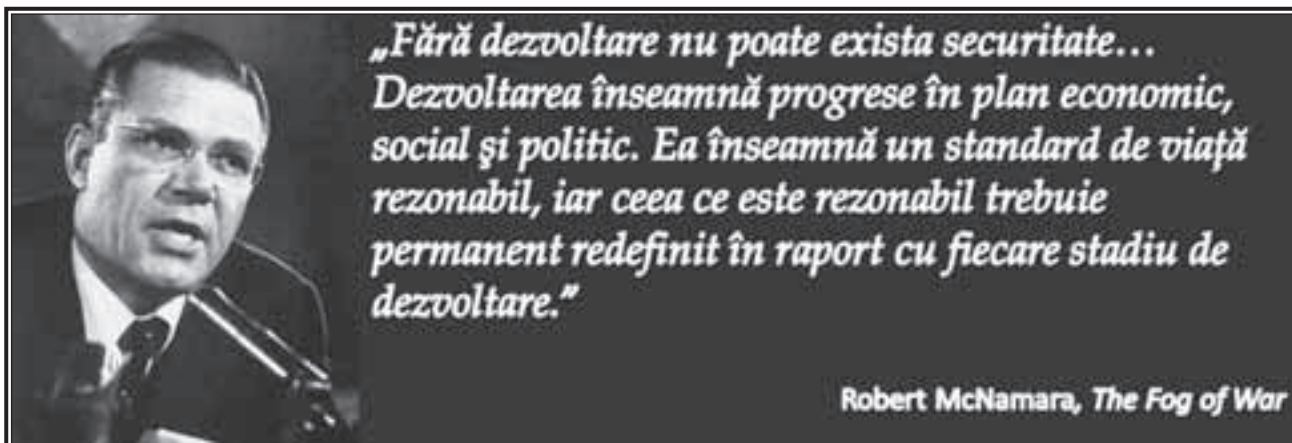 „Fără dezvoltare nu poate exista securitate…
Dezvoltarea înseamnă progrese în plan economic,
social şi politic. Ea înseamnă un standard de viaţă
rezonabil, iar ceea ce este rezonabil trebuie
permanent redefinit în raport cu fiecare stadiu de
dezvoltare.”
Robert McNamara, The Fog of War